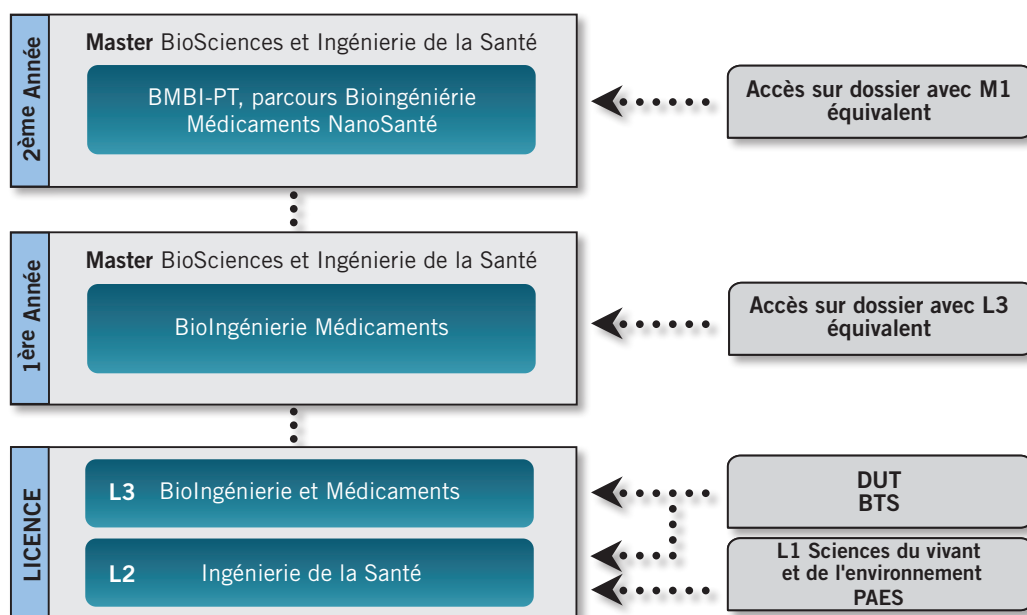 2ème Année
Master BioSciences et Ingénierie de la Santé
BMBI-PT, parcours Bioingéniérie
Médicaments NanoSanté
Accès sur dossier avec M1
équivalent
1ère Année
Master BioSciences et Ingénierie de la Santé
BioIngénierie Médicaments
Accès sur dossier avec L3
équivalent
LICENCE
L3 BioIngénierie et Médicaments
L2 Ingénierie de la Santé
DUT
BTS
L1 Sciences du vivant
et de l'environnement
PAES